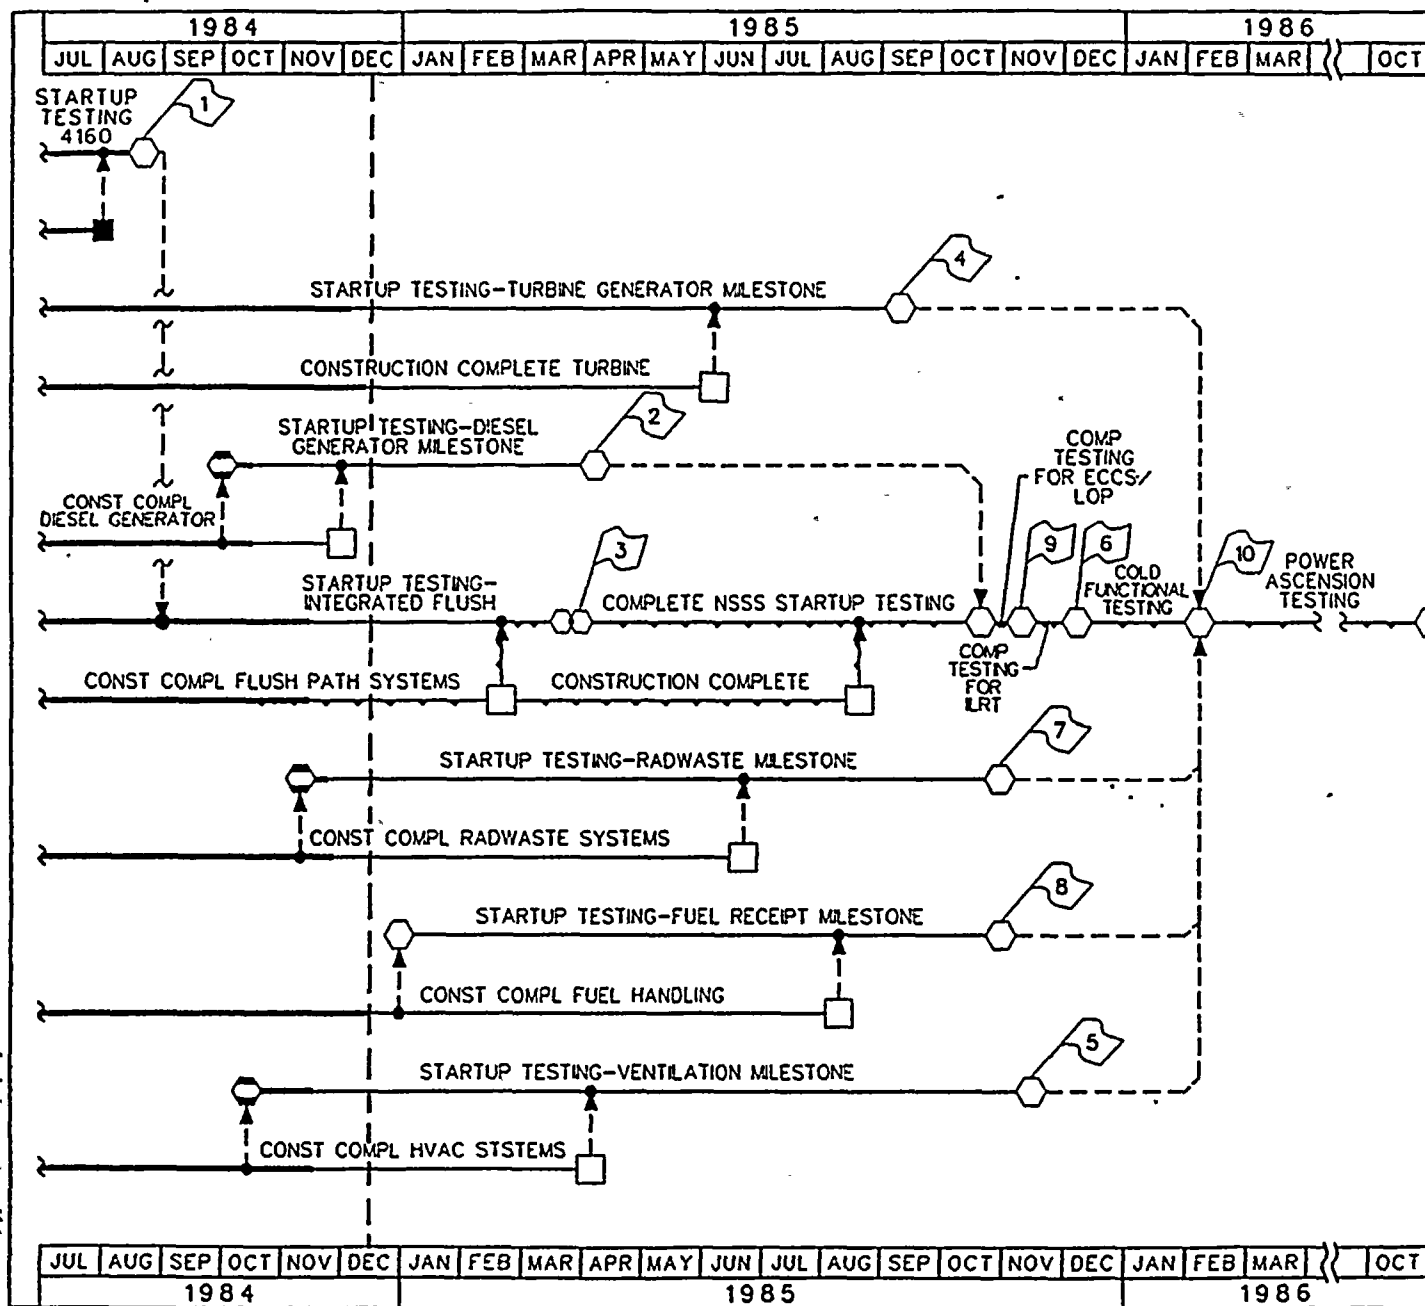 1984 1985 1986
JUL AUG SEP OCT NOV DEC JAN FEB MAR APR MAY JUN JUL AUG SEP OCT NOV DEC JAN FEB MAR OCT
STARTUP
TESTING
4160
1
4
STARTUP TESTING-TURBINE GENERATOR MILESTONE
CONSTRUCTION COMPLETE TURBINE
2
STARTUP TESTING-DIESEL
GENERATOR MILESTONE
COMP
TESTING
FOR ECCS/
LOP
CONST COMPL
DIESEL GENERATOR
3
9
6
10
STARTUP TESTING-
INTEGRATED FLUSH
COMPLETE NSSS STARTUP TESTING
COLD
FUNCTIONAL
TESTING
POWER
ASCENSION
TESTING
COMP
TESTING
FOR
ILRT
CONST COMPL FLUSH PATH SYSTEMS
CONSTRUCTION COMPLETE
7
STARTUP TESTING-RADWASTE MILESTONE
CONST COMPL RADWASTE SYSTEMS
8
STARTUP TESTING-FUEL RECEIPT MILESTONE
CONST COMPL FUEL HANDLING
5
STARTUP TESTING-VENTILATION MILESTONE
CONST COMPL HVAC STSTEMS
JUL AUG SEP OCT NOV DEC JAN FEB MAR APR MAY JUN JUL AUG SEP OCT NOV DEC JAN FEB MAR OCT
1984 1985 1986